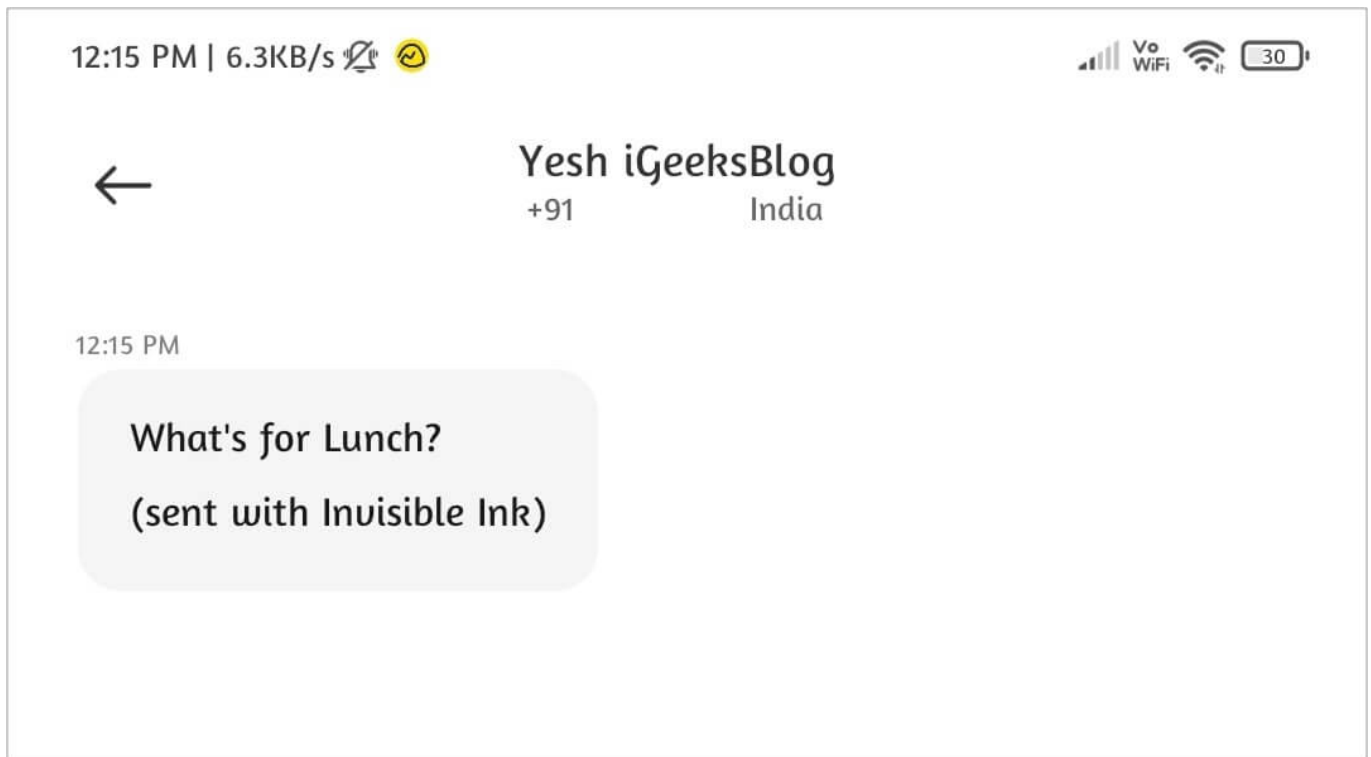 12:15 PM | 6.3KB/s Vo WiFi 30
Yesh iGeeksBlog
+91 India
12:15 PM
What's for Lunch?
(sent with Invisible Ink)